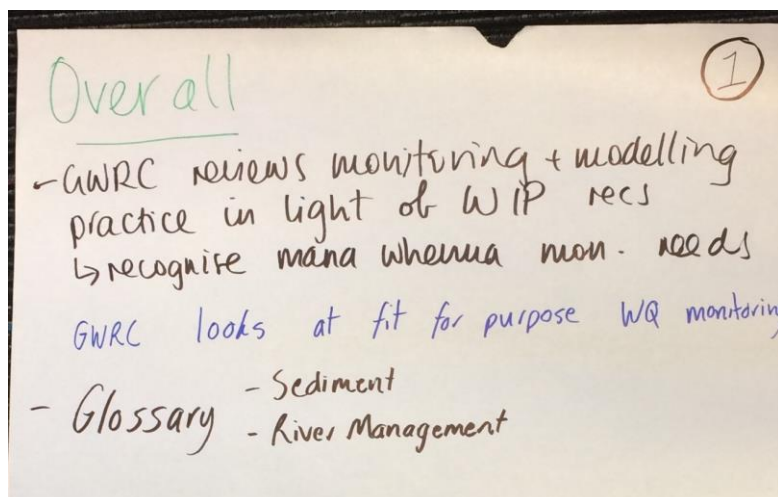 Overall
1
- GWRC reviews monitoring + modelling
practice in light of WIP recs
↳ recognise mana whenua mon. needs
GWRC looks at fit for purpose WQ monitorin
- Glossary - Sediment
- River Management